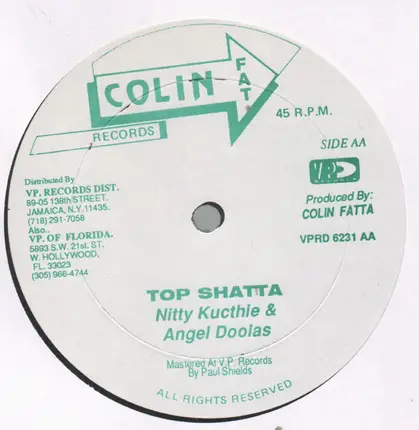 COLIN
FAT
RECORDS
45 R.P.M.
SIDE AA
VP
Distributed By
VP. RECORDS DIST.
89-05 138th STREET.
JAMAICA, N.Y.11435.
(718) 291-7058
Also..
VP. OF FLORIDA.
5893 S.W. 21st. ST.
W. HOLLYWOOD,
FL. 33023
(305) 966-4744
Produced By:
COLIN FATTA
VPRD 6231 AA
TOP SHATTA
Nitty Kucthie &
Angel Doolas
Mastered At V.P. Records
By Paul Shields
ALL RIGHTS RESERVED